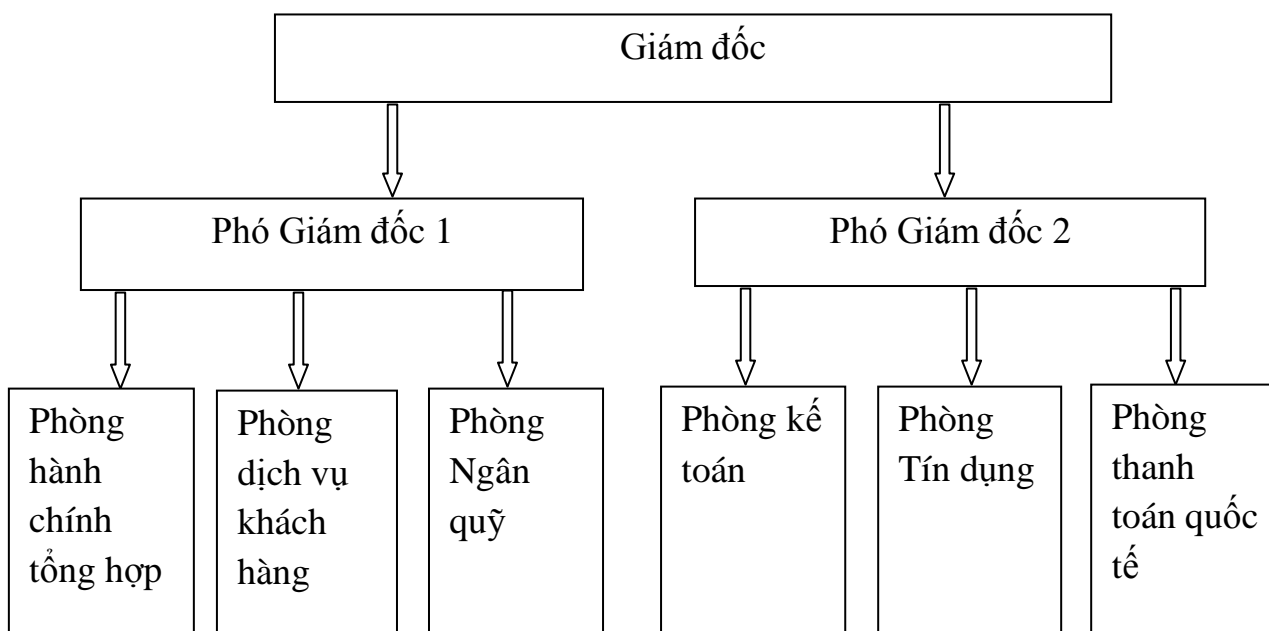 Giám đốc
Phó Giám đốc 1
Phó Giám đốc 2
Phòng
hành
chính
tổng hợp
Phòng
dịch vụ
khách
hàng
Phòng
Ngân
quỹ
Phòng kế
toán
Phòng
Tín dụng
Phòng
thanh
toán quốc
tế